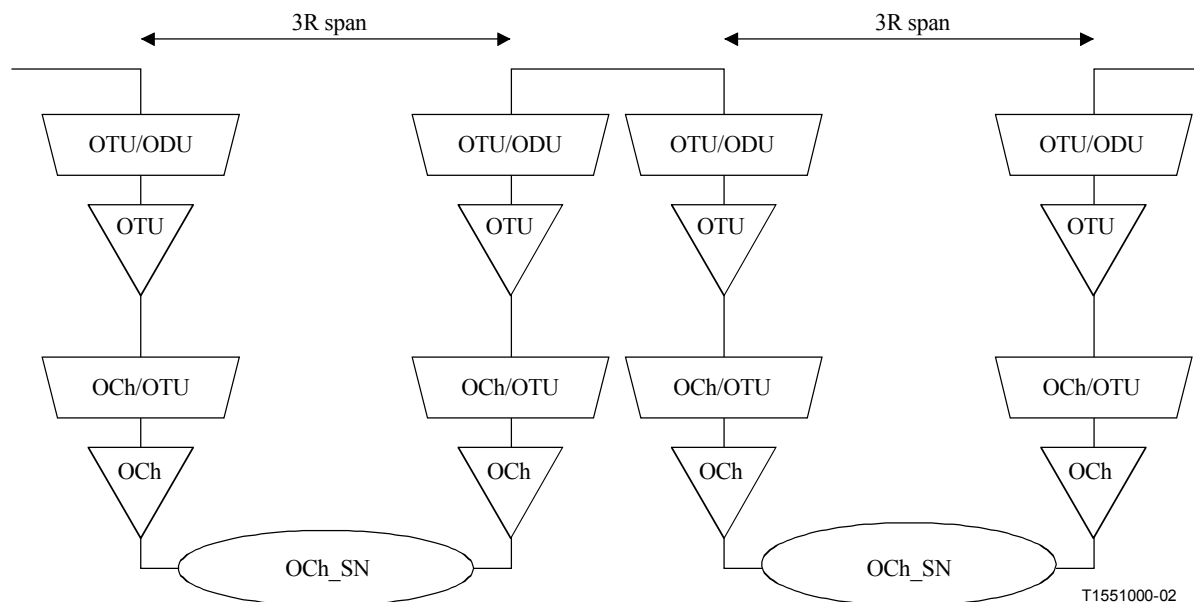 3R span 3R span
OTU/ODU OTU/ODU OTU/ODU OTU/ODU
OTU OTU OTU OTU
OCh/OTU OCh/OTU OCh/OTU OCh/OTU
OCh OCh OCh OCh
OCh_SN OCh_SN
T1551000-02